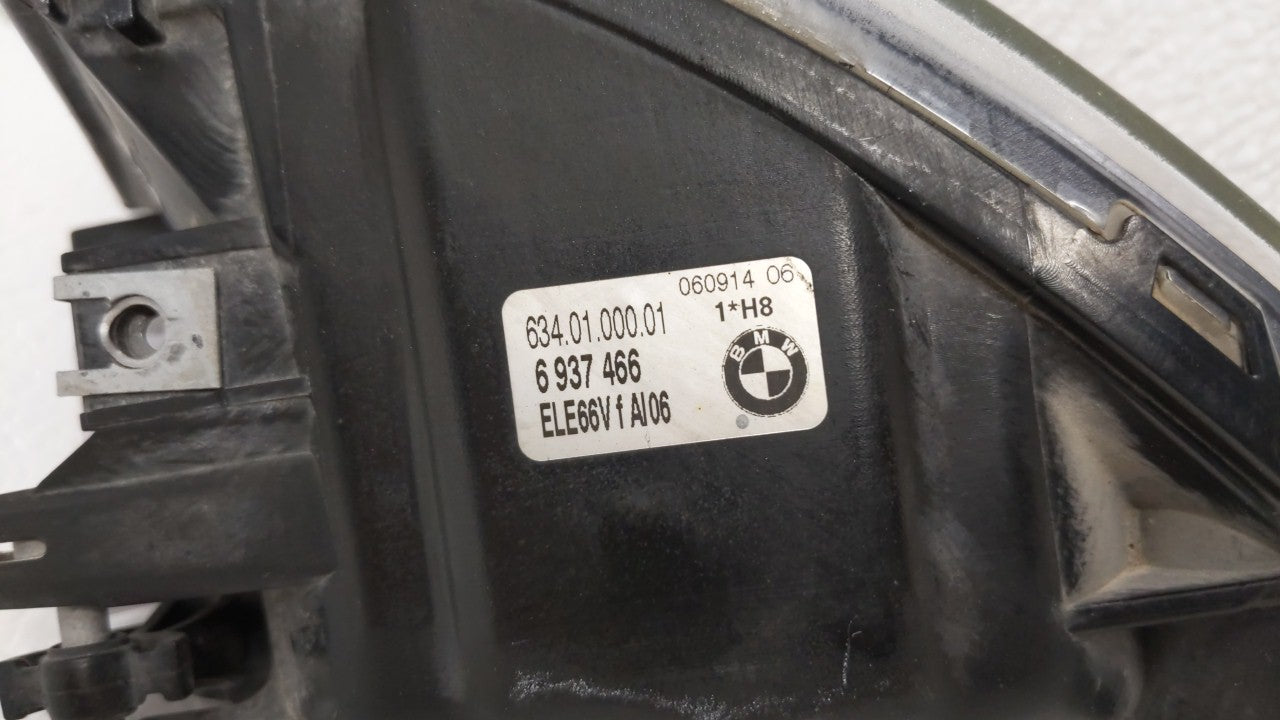 060914 06
1*H8
634.01.000.01
6 937 466
ELE66V f AI06
BMW